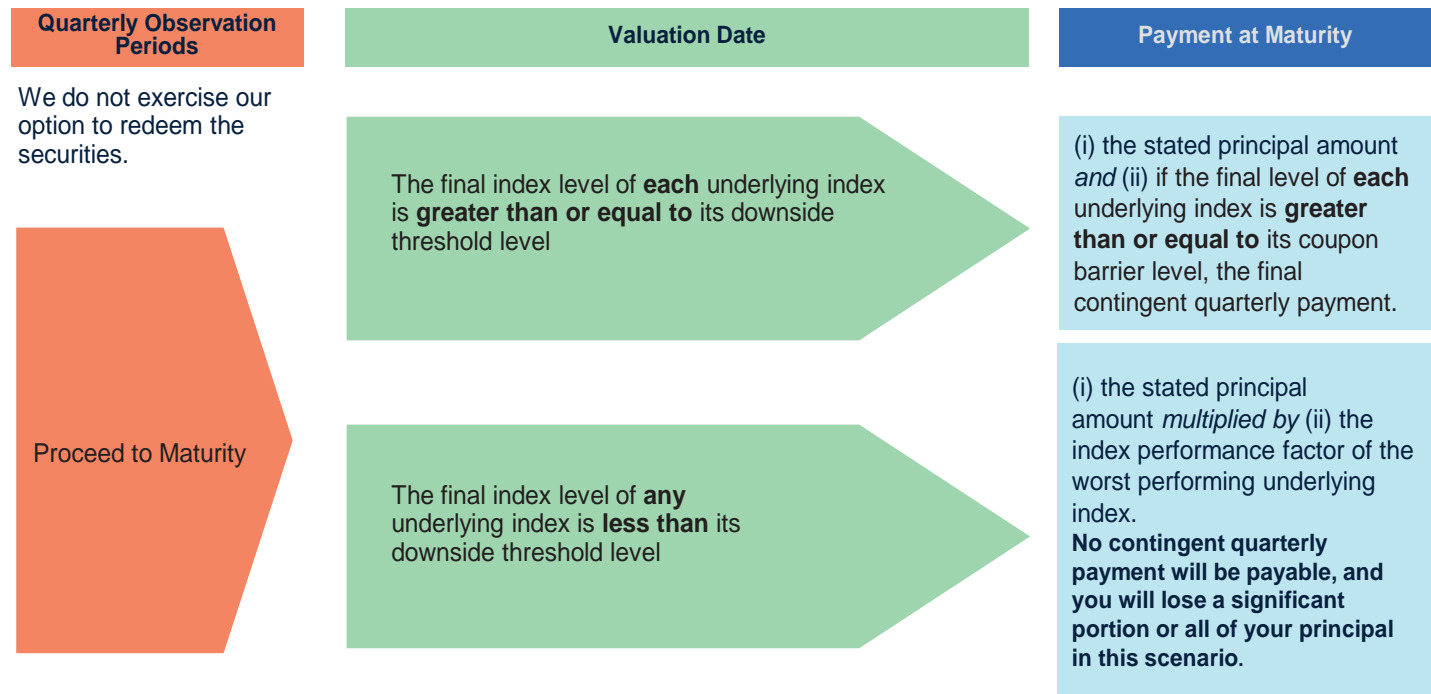 Quarterly Observation
Periods
Valuation Date
Payment at Maturity
We do not exercise our
option to redeem the
securities.
Proceed to Maturity
The final index level of each underlying index
is greater than or equal to its downside
threshold level
(i) the stated principal amount
and (ii) if the final level of each
underlying index is greater
than or equal to its coupon
barrier level, the final
contingent quarterly payment.
The final index level of any
underlying index is less than its
downside threshold level
(i) the stated principal
amount multiplied by (ii) the
index performance factor of the
worst performing underlying
index.
No contingent quarterly
payment will be payable, and
you will lose a significant
portion or all of your principal
in this scenario.